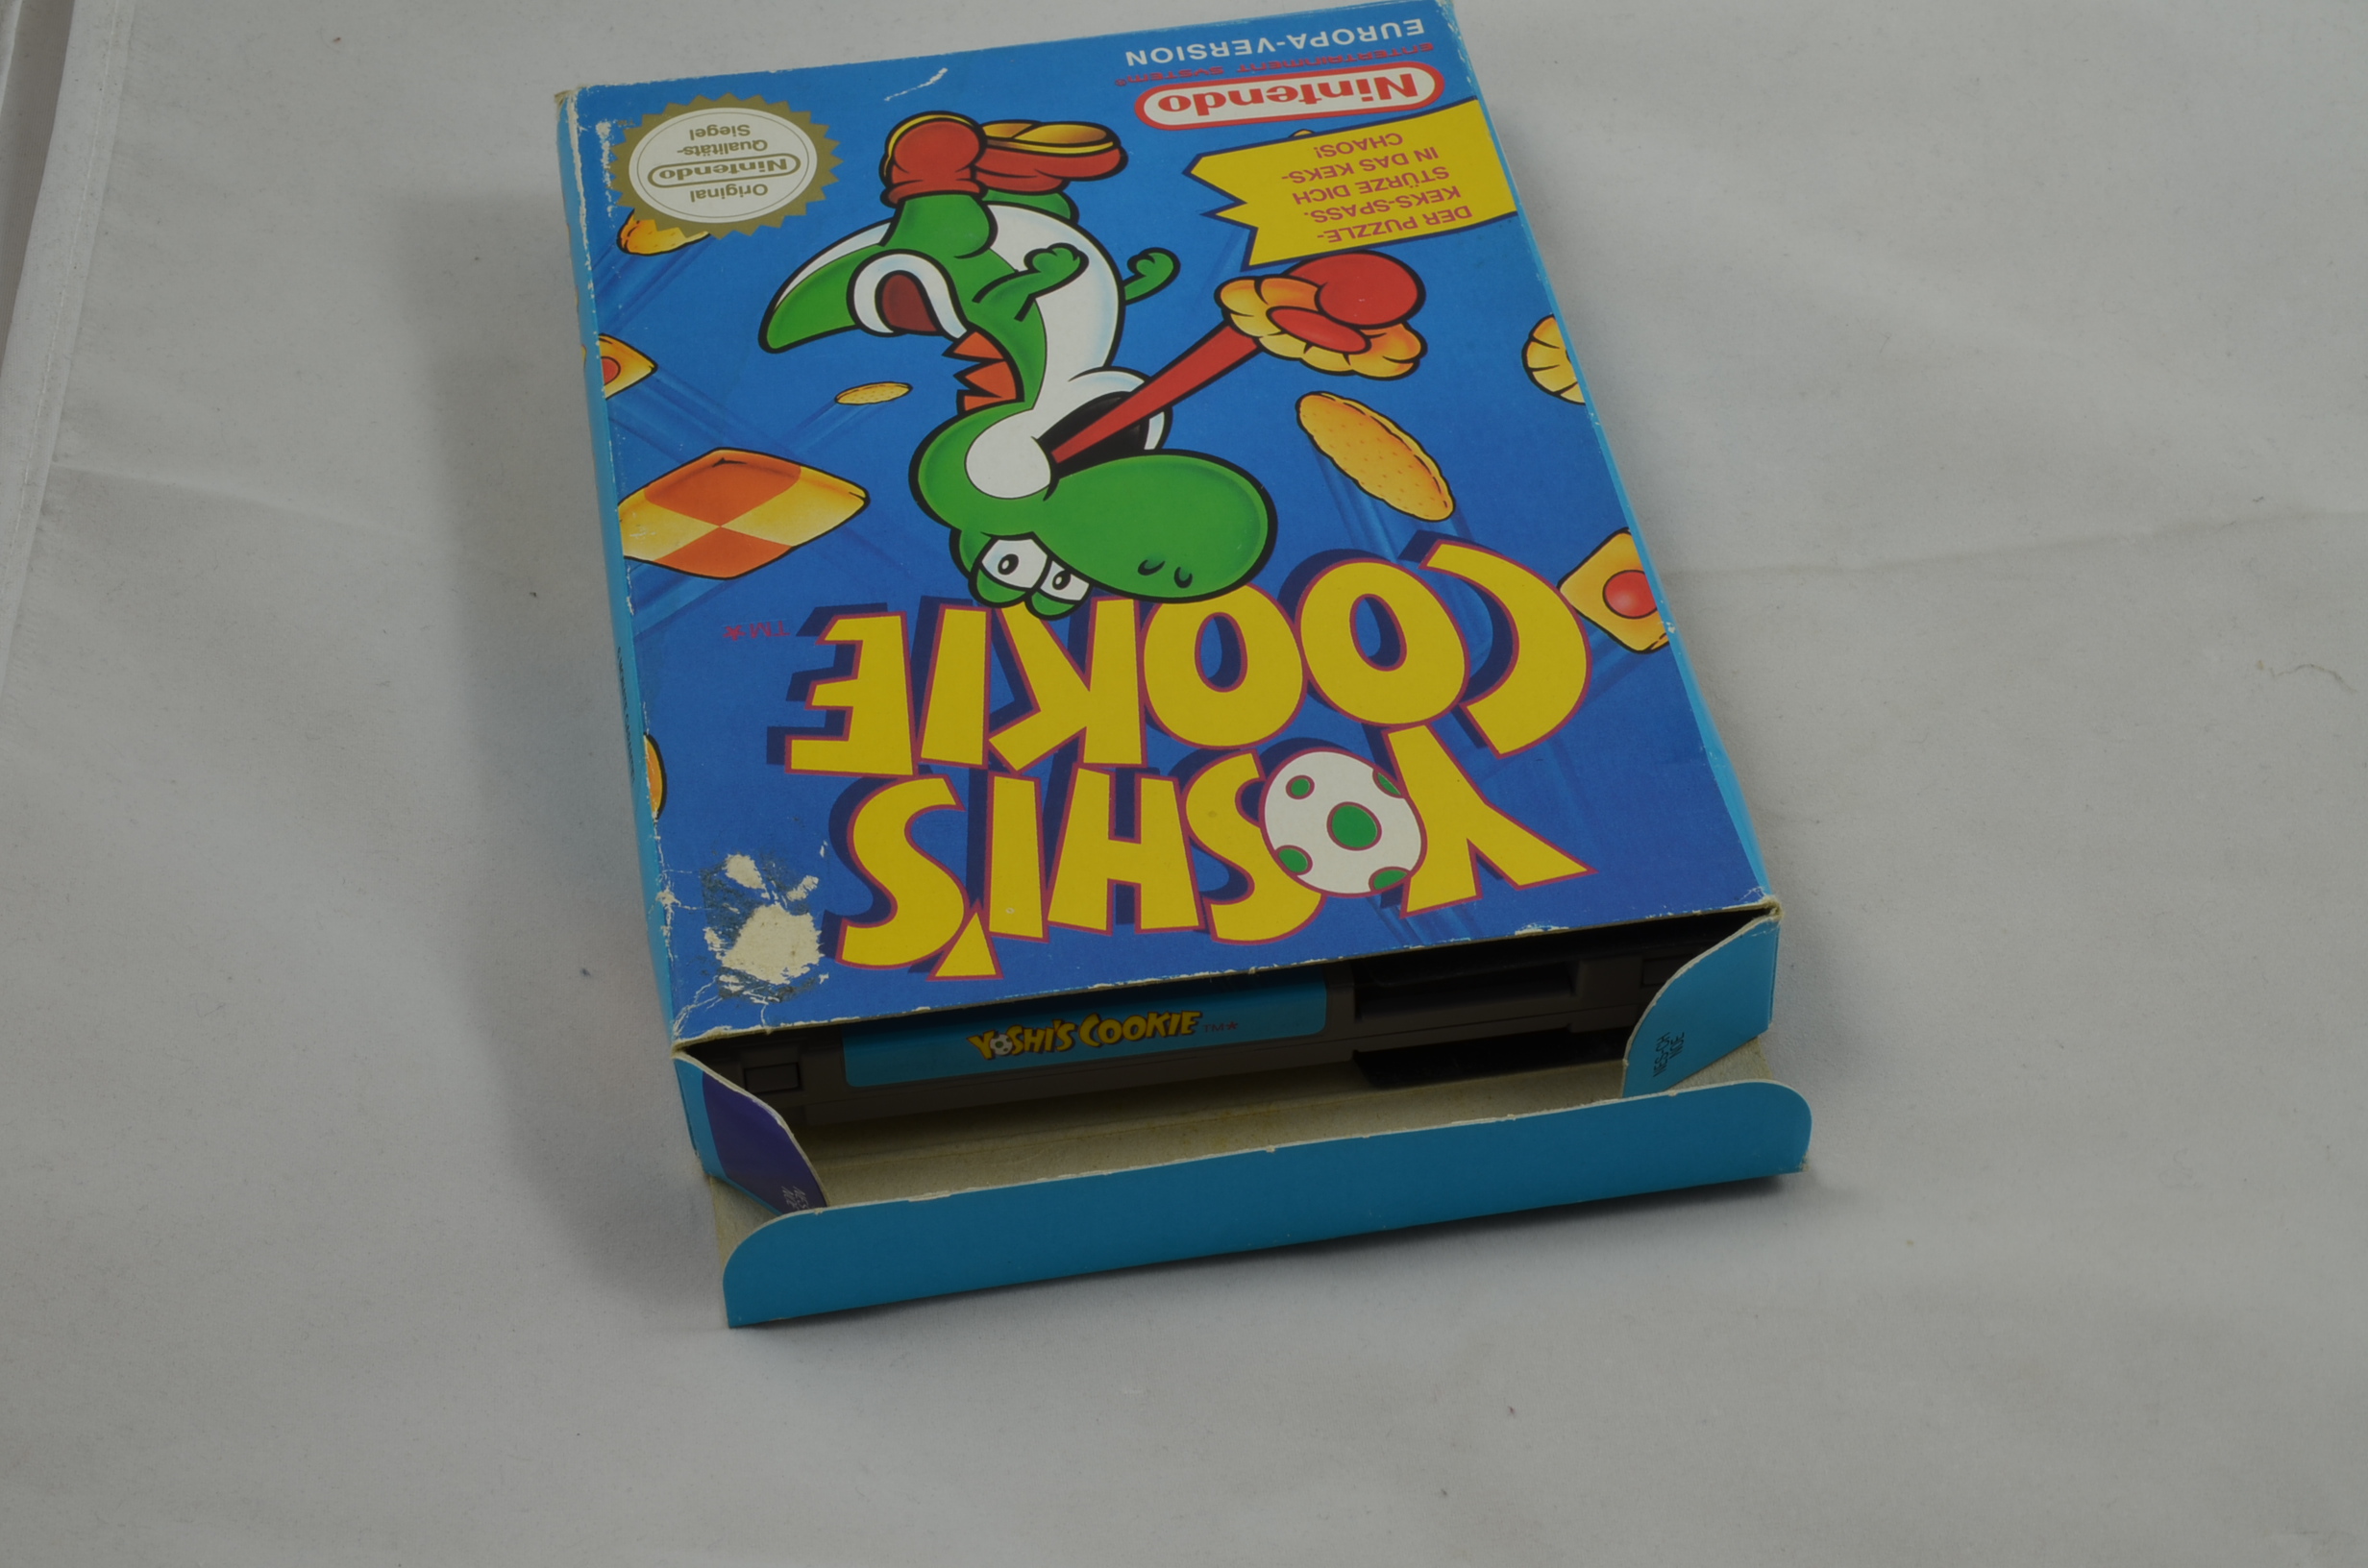 YOSHI'S
COOKIE
TM*
DER PUZZLE-
KEKS-SPASS.
STÜRZE DICH
IN DAS KEKS-
CHAOS!
Nintendo
ENTERTAINMENT SYSTEM®
EUROPA-VERSION
Original
Nintendo
Qualitäts-
Siegel
YOSHI'S COOKIE TM*